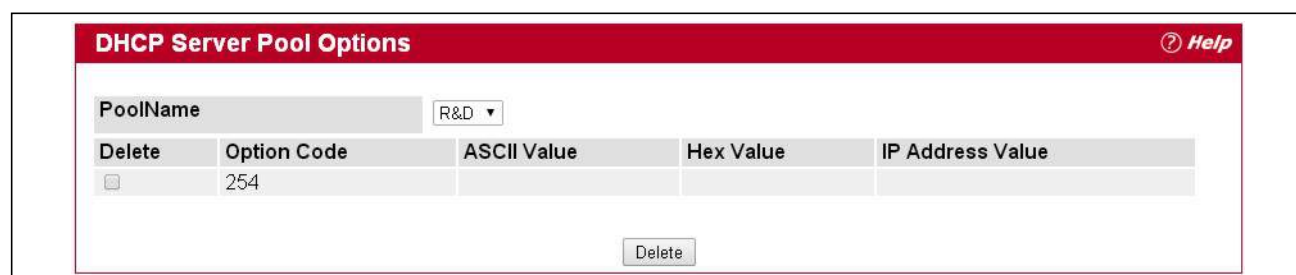 DHCP Server Pool Options ? Help
PoolName R&D
Delete Option Code ASCII Value Hex Value IP Address Value
254
Delete